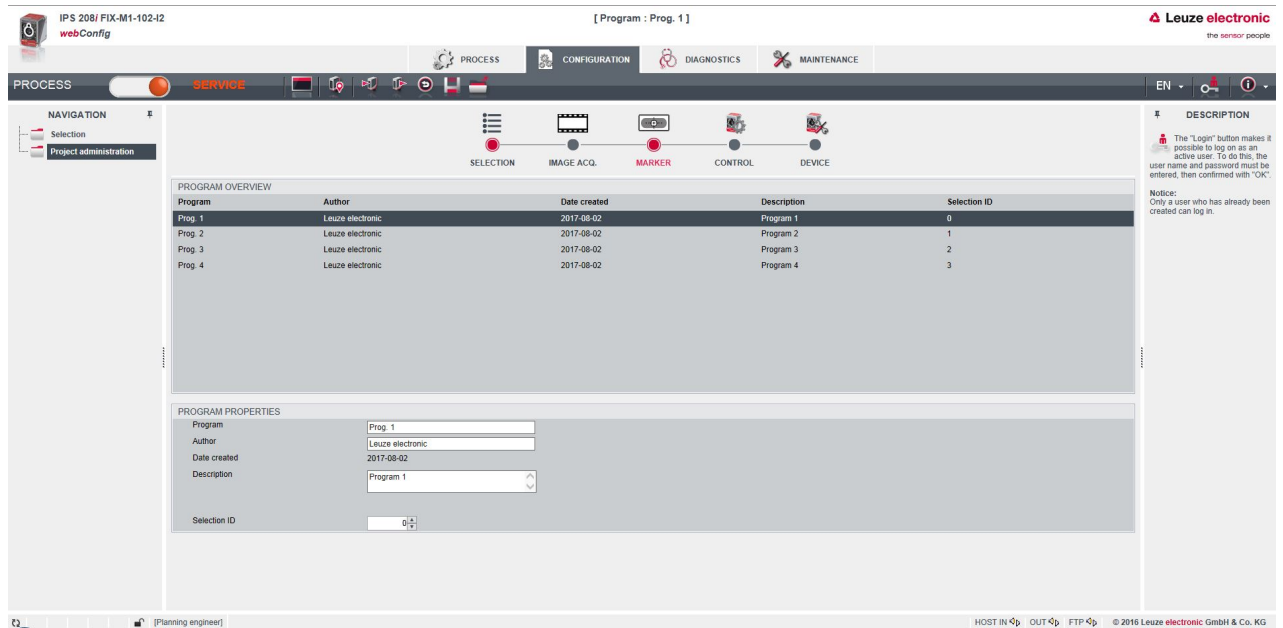 IPS 208i FIX-M1-102-I2
webConfig
[ Program : Prog. 1 ]
Leuze electronic
the sensor people
PROCESS
CONFIGURATION
DIAGNOSTICS
MAINTENANCE
PROCESS
SERVICE
EN
NAVIGATION
Selection
Project administration
SELECTION
IMAGE ACQ.
MARKER
CONTROL
DEVICE
PROGRAM OVERVIEW
Program Author Date created Description Selection ID
Prog. 1 Leuze electronic 2017-08-02 Program 1 0
Prog. 2 Leuze electronic 2017-08-02 Program 2 1
Prog. 3 Leuze electronic 2017-08-02 Program 3 2
Prog. 4 Leuze electronic 2017-08-02 Program 4 3
PROGRAM PROPERTIES
Program Prog. 1
Author Leuze electronic
Date created 2017-08-02
Description Program 1
Selection ID 0
DESCRIPTION
The "Login" button makes it
possible to log on as an
active user. To do this, the
user name and password must be
entered, then confirmed with "OK".
Notice:
Only a user who has already been
created can log in.
[Planning engineer]
HOST IN OUT FTP © 2016 Leuze electronic GmbH & Co. KG